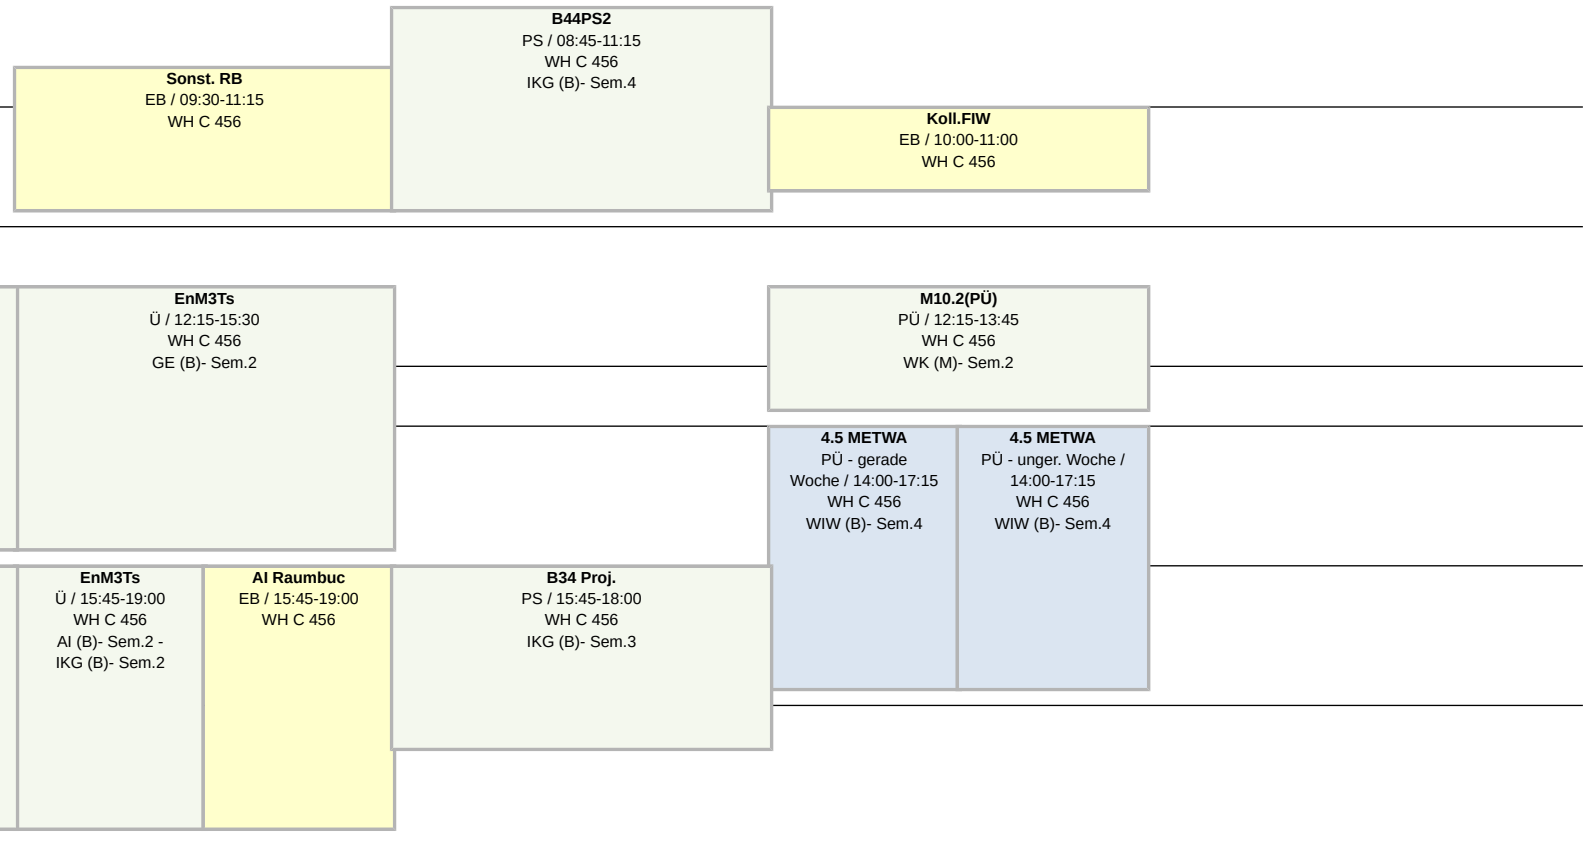 B44PS2
PS / 08:45-11:15
WH C 456
IKG (B)- Sem.4
Sonst. RB
EB / 09:30-11:15
WH C 456
Koll.FIW
EB / 10:00-11:00
WH C 456
EnM3Ts
Ü / 12:15-15:30
WH C 456
GE (B)- Sem.2
M10.2(PÜ)
PÜ / 12:15-13:45
WH C 456
WK (M)- Sem.2
4.5 METWA
PÜ - gerade
Woche / 14:00-17:15
WH C 456
WIW (B)- Sem.4
4.5 METWA
PÜ - unger. Woche /
14:00-17:15
WH C 456
WIW (B)- Sem.4
EnM3Ts
Ü / 15:45-19:00
WH C 456
AI (B)- Sem.2 -
IKG (B)- Sem.2
AI Raumbuc
EB / 15:45-19:00
WH C 456
B34 Proj.
PS / 15:45-18:00
WH C 456
IKG (B)- Sem.3